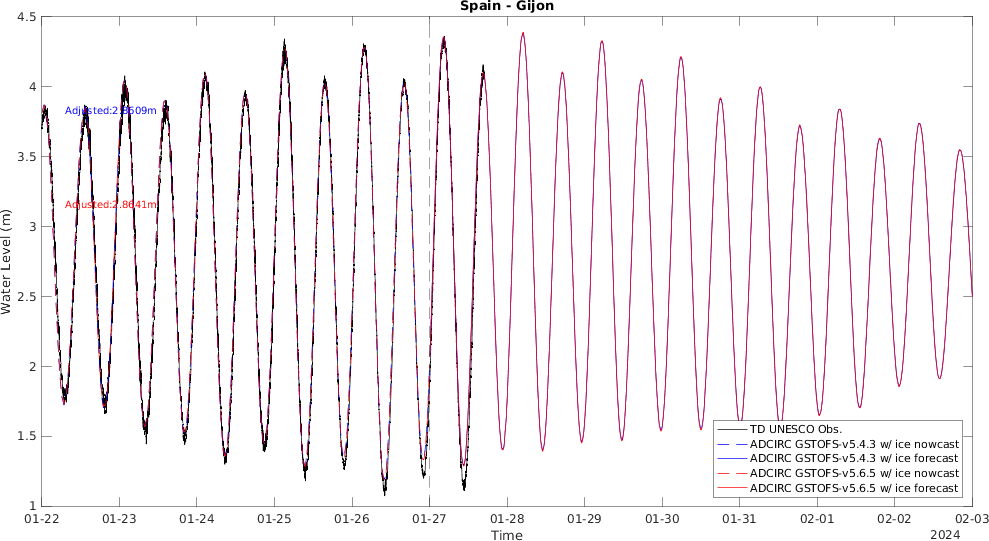 Spain - Gijon
4.5
4
3.5
3
2.5
2
1.5
1
Water Level (m)
Adjusted:2.8641m
01-22
01-23
01-24
01-25
01-26
01-27
01-28
01-29
01-30
01-31
02-01
02-02
02-03
Time
2024
TD UNESCO Obs.
ADCIRC GSTOFS-v5.4.3 w/ ice nowcast
ADCIRC GSTOFS-v5.4.3 w/ ice forecast
ADCIRC GSTOFS-v5.6.5 w/ ice nowcast
ADCIRC GSTOFS-v5.6.5 w/ ice forecast